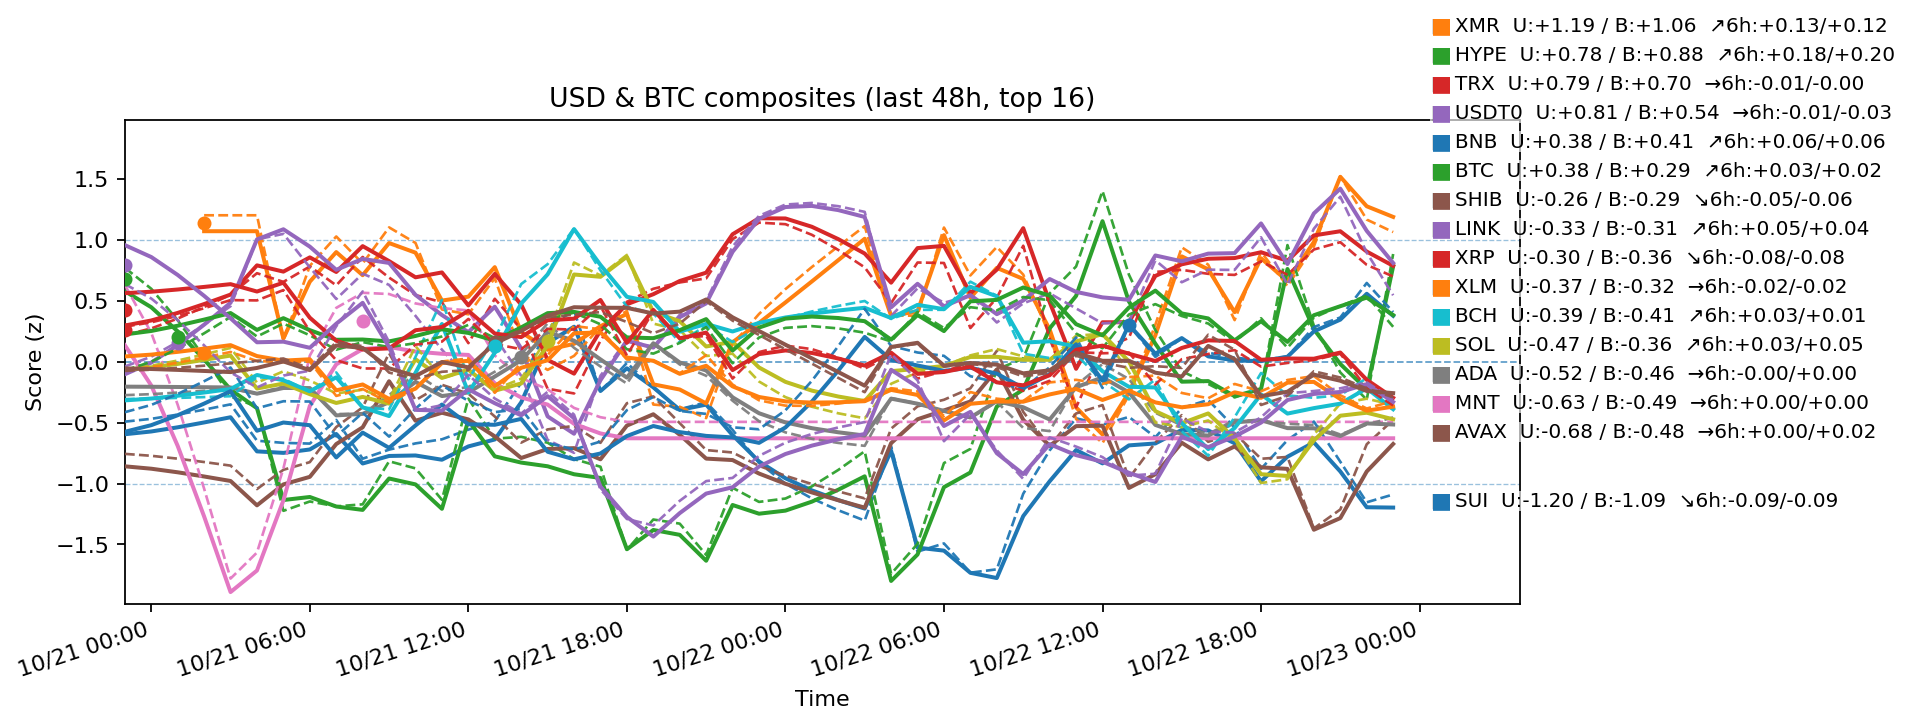 XMR U:+1.19 / B:+1.06 ↗6h:+0.13/+0.12
HYPE U:+0.78 / B:+0.88 ↗6h:+0.18/+0.20
TRX U:+0.79 / B:+0.70 →6h:-0.01/-0.00
USDT0 U:+0.81 / B:+0.54 →6h:-0.01/-0.03
BNB U:+0.38 / B:+0.41 ↗6h:+0.06/+0.06
BTC U:+0.38 / B:+0.29 ↗6h:+0.03/+0.02
SHIB U:-0.26 / B:-0.29 ↘6h:-0.05/-0.06
LINK U:-0.33 / B:-0.31 ↗6h:+0.05/+0.04
XRP U:-0.30 / B:-0.36 ↘6h:-0.08/-0.08
XLM U:-0.37 / B:-0.32 →6h:-0.02/-0.02
BCH U:-0.39 / B:-0.41 ↗6h:+0.03/+0.01
SOL U:-0.47 / B:-0.36 ↗6h:+0.03/+0.05
ADA U:-0.52 / B:-0.46 →6h:-0.00/+0.00
MNT U:-0.63 / B:-0.49 →6h:+0.00/+0.00
AVAX U:-0.68 / B:-0.48 →6h:+0.00/+0.02
SUI U:-1.20 / B:-1.09 ↘6h:-0.09/-0.09
USD & BTC composites (last 48h, top 16)
Score (z)
1.5
1.0
0.5
0.0
−0.5
−1.0
−1.5
10/21 00:00
10/21 06:00
10/21 12:00
10/21 18:00
10/22 00:00
10/22 06:00
10/22 12:00
10/22 18:00
10/23 00:00
Time